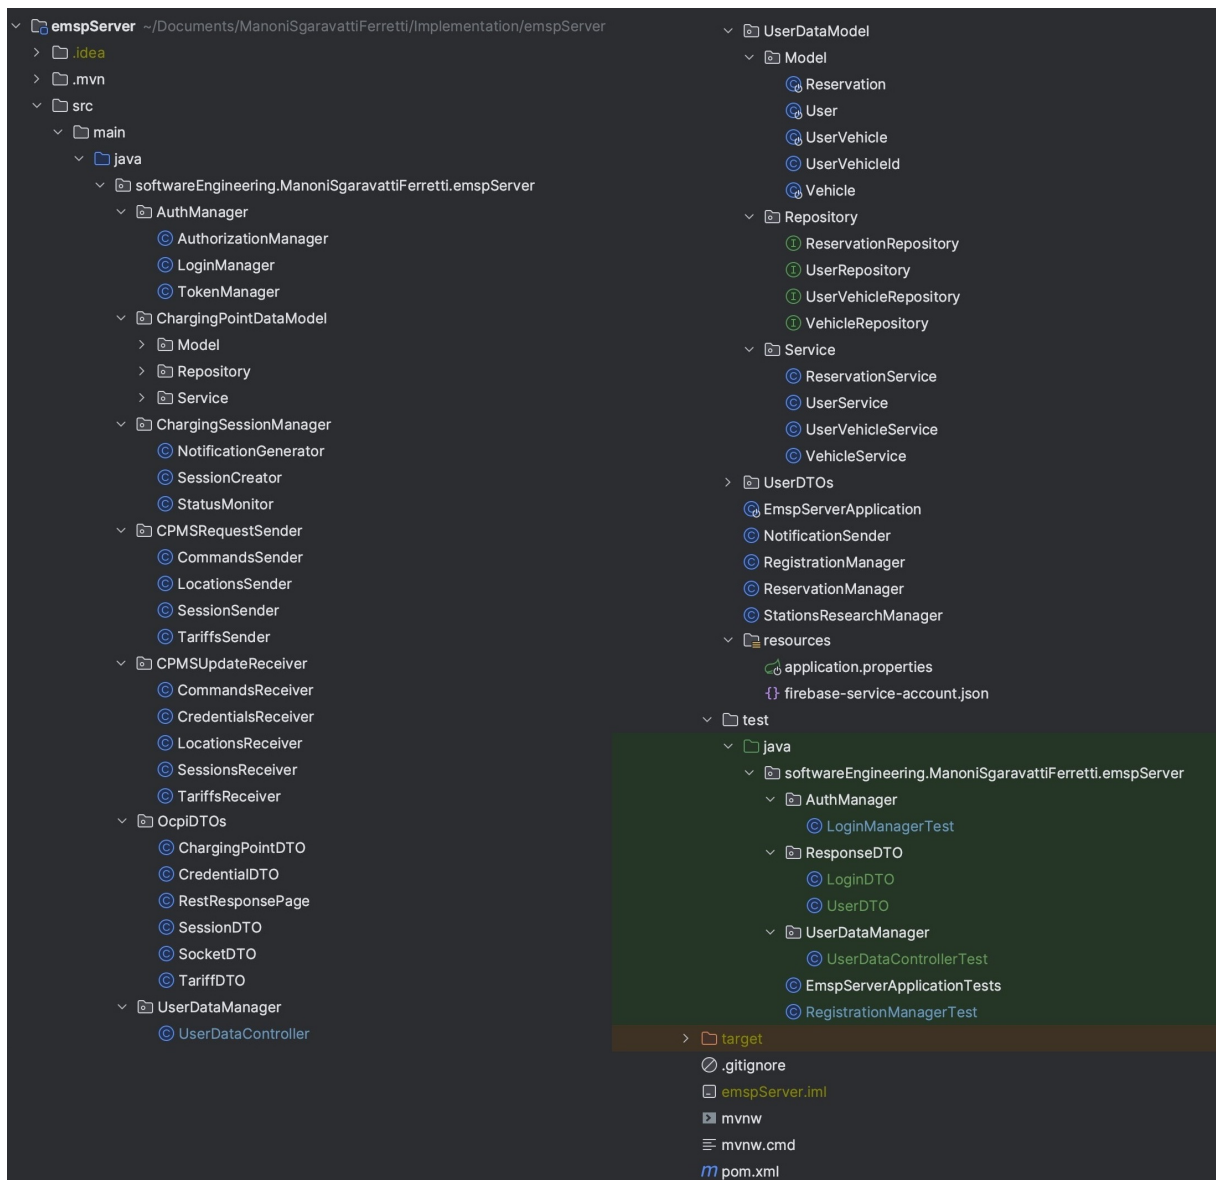 emspServer ~/Documents/ManoniSgaravattiFerretti/Implementation/emspServer
.idea
.mvn
src
main
java
softwareEngineering.ManoniSgaravattiFerretti.emspServer
AuthManager
AuthorizationManager
LoginManager
TokenManager
ChargingPointDataModel
Model
Repository
Service
ChargingSessionManager
NotificationGenerator
SessionCreator
StatusMonitor
CPMSRequestSender
CommandsSender
LocationsSender
SessionSender
TariffsSender
CPMSUpdateReceiver
CommandsReceiver
CredentialsReceiver
LocationsReceiver
SessionsReceiver
TariffsReceiver
OcpiDTOs
ChargingPointDTO
CredentialDTO
RestResponsePage
SessionDTO
SocketDTO
TariffDTO
UserDataManager
UserDataController
UserDataModel
Model
Reservation
User
UserVehicle
UserVehicleId
Vehicle
Repository
ReservationRepository
UserRepository
UserVehicleRepository
VehicleRepository
Service
ReservationService
UserService
UserVehicleService
VehicleService
UserDTOs
EmspServerApplication
NotificationSender
RegistrationManager
ReservationManager
StationsResearchManager
resources
application.properties
firebase-service-account.json
test
java
softwareEngineering.ManoniSgaravattiFerretti.emspServer
AuthManager
LoginManagerTest
ResponseDTO
LoginDTO
UserDTO
UserDataManager
UserDataControllerTest
EmspServerApplicationTests
RegistrationManagerTest
target
.gitignore
emspServer.iml
mvnw
mvnw.cmd
pom.xml